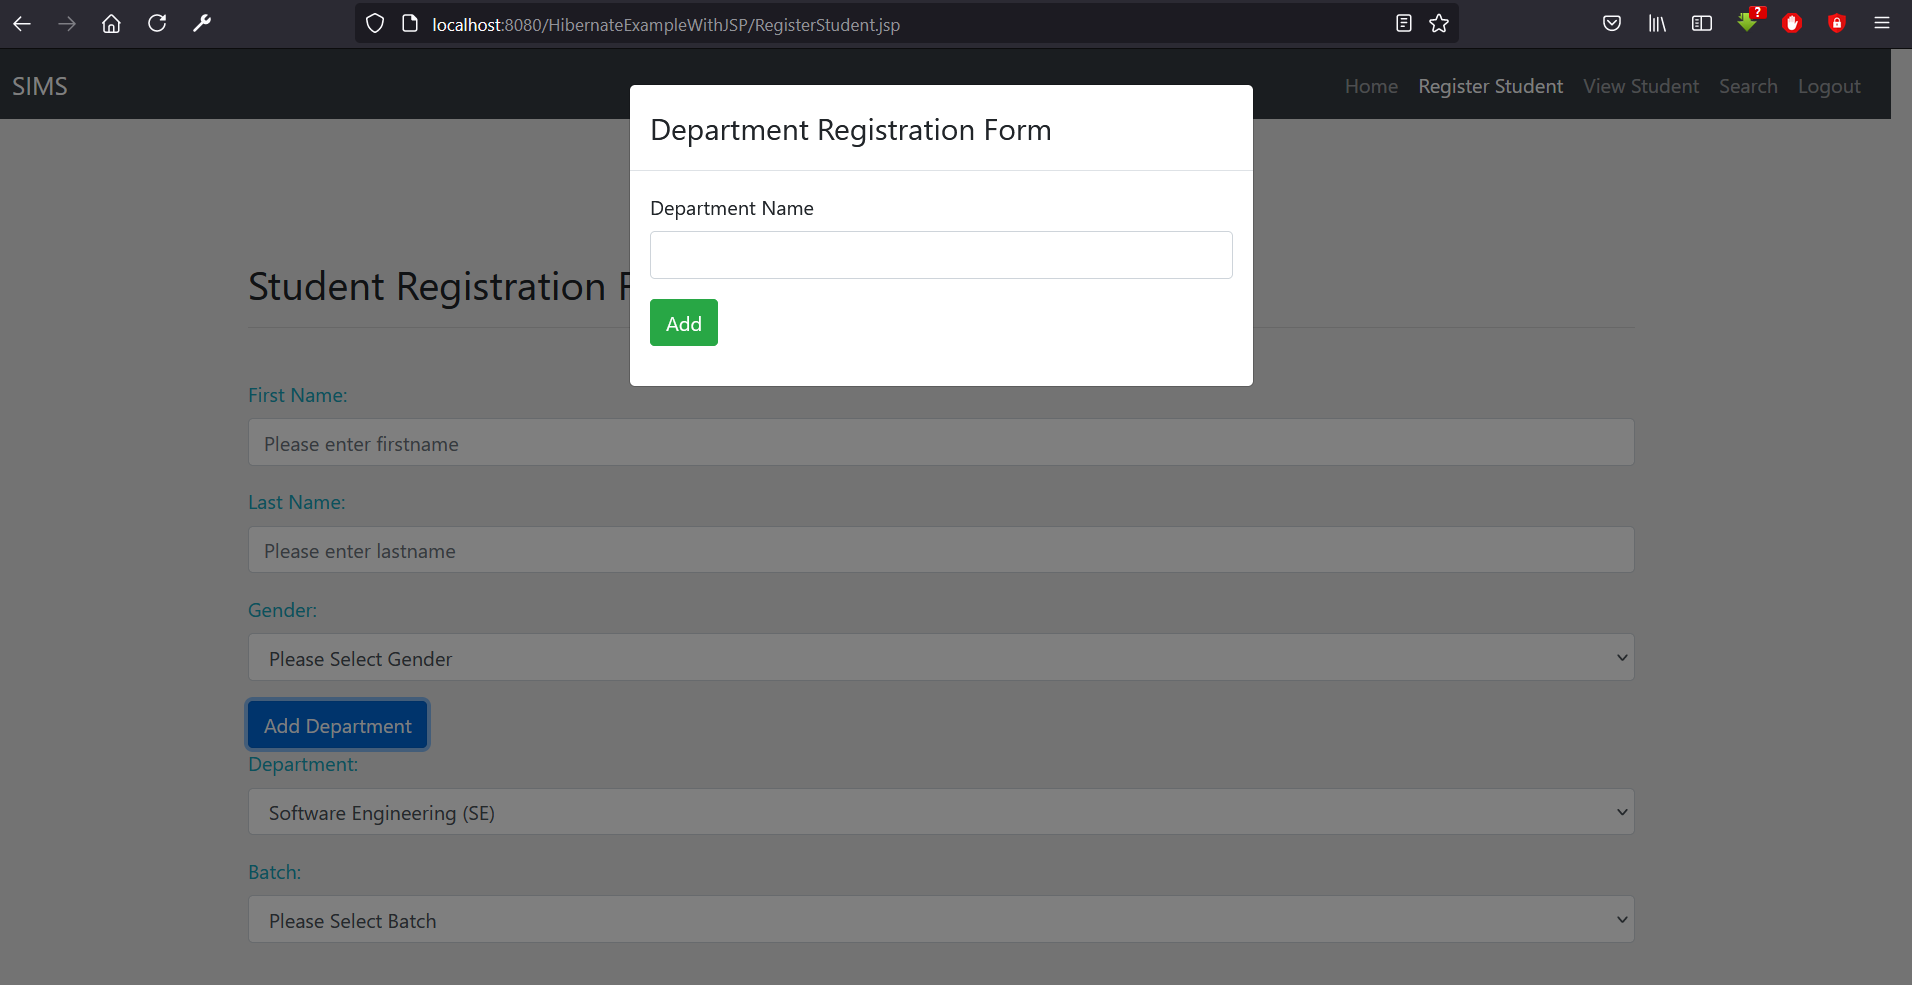 localhost:8080/HibernateExampleWithJSP/RegisterStudent.jsp
?
SIMS
Home Register Student View Student Search Logout
Department Registration Form
Department Name
Add
Student Registration
First Name:
Please enter firstname
Last Name:
Please enter lastname
Gender:
Please Select Gender
Add Department
Department:
Software Engineering (SE)
Batch:
Please Select Batch